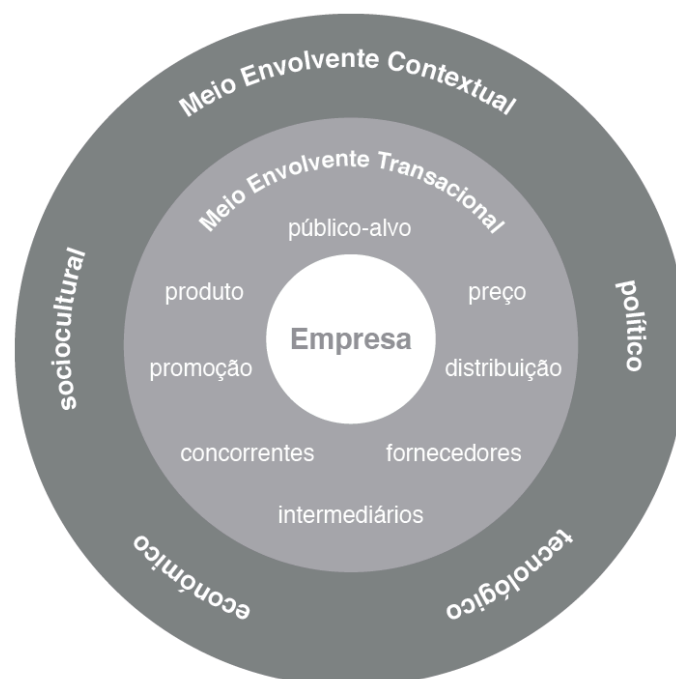 Meio Envolvente Contextual
Meio Envolvente Transacional
público-alvo
produto
preço
Empresa
promoção
distribuição
concorrentes
fornecedores
intermediários
sociocultural
político
económico
tecnológico